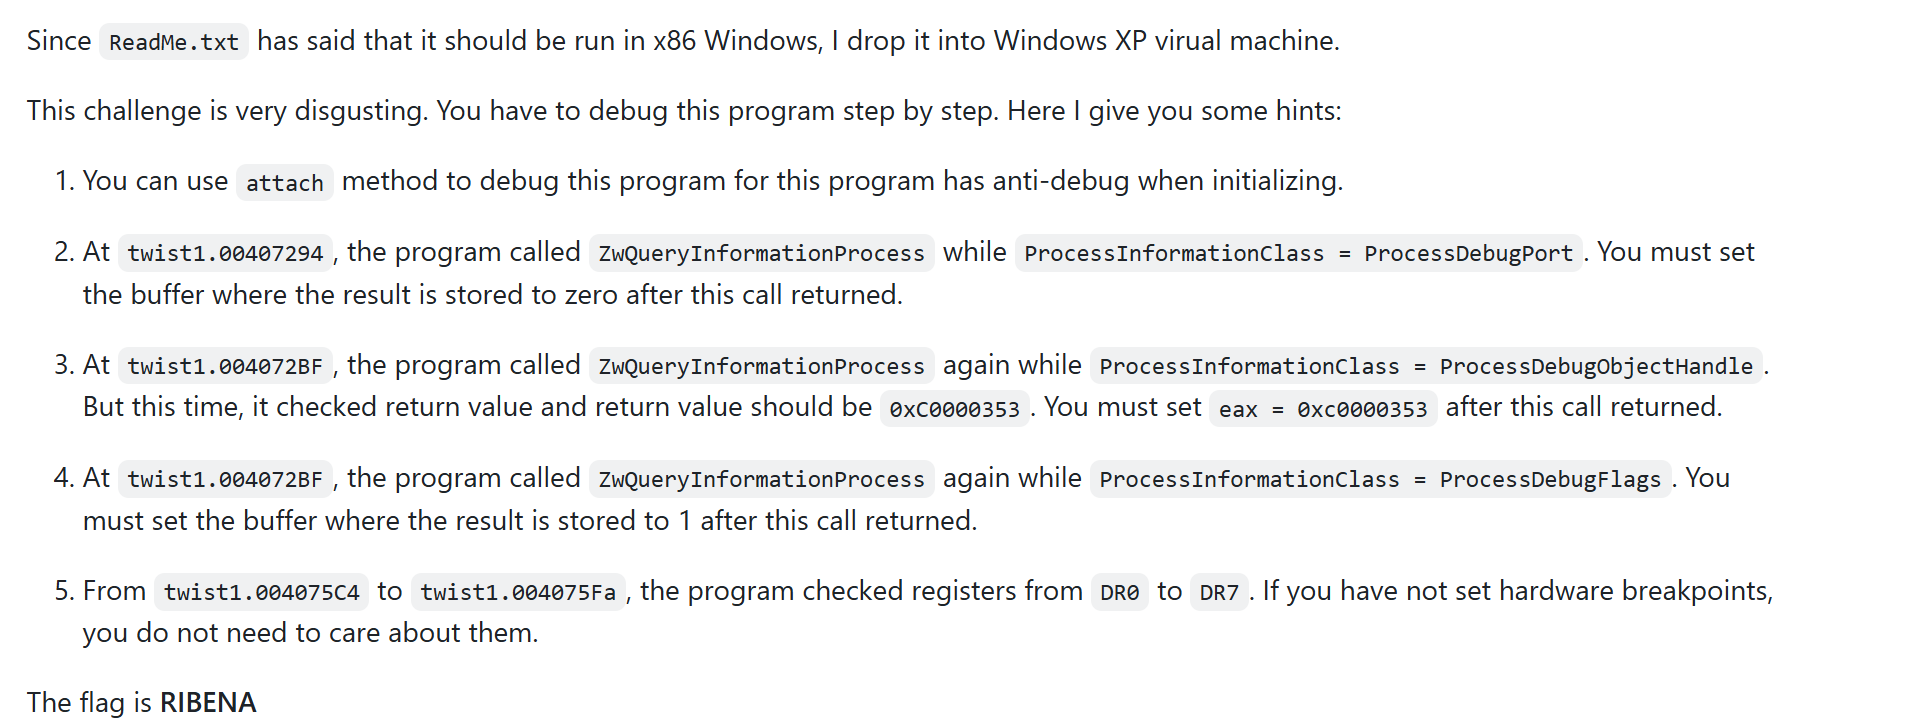 Since ReadMe.txt has said that it should be run in x86 Windows, I drop it into Windows XP virual machine.
This challenge is very disgusting. You have to debug this program step by step. Here I give you some hints:
1. You can use attach method to debug this program for this program has anti-debug when initializing.
2. At twist1.00407294, the program called ZwQueryInformationProcess while ProcessInformationClass = ProcessDebugPort. You must set
the buffer where the result is stored to zero after this call returned.
3. At twist1.004072BF, the program called ZwQueryInformationProcess again while ProcessInformationClass = ProcessDebugObjectHandle.
But this time, it checked return value and return value should be 0xC0000353. You must set eax = 0xc0000353 after this call returned.
4. At twist1.004072BF, the program called ZwQueryInformationProcess again while ProcessInformationClass = ProcessDebugFlags. You
must set the buffer where the result is stored to 1 after this call returned.
5. From twist1.004075C4 to twist1.004075Fa, the program checked registers from DR0 to DR7. If you have not set hardware breakpoints,
you do not need to care about them.
The flag is RIBENA